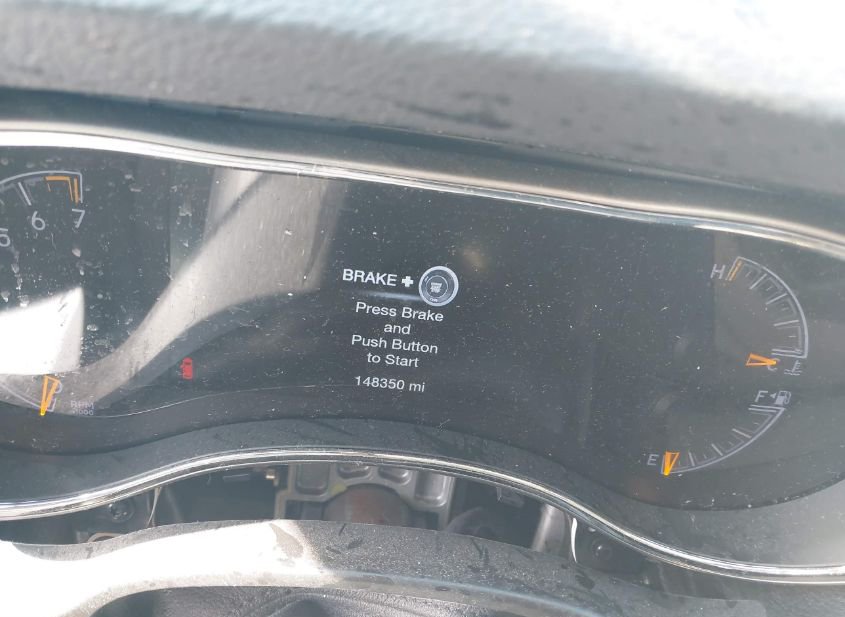 5 6 7
BRAKE +
Press Brake
and
Push Button
to Start
148350 mi
RPM
H
C
F
E